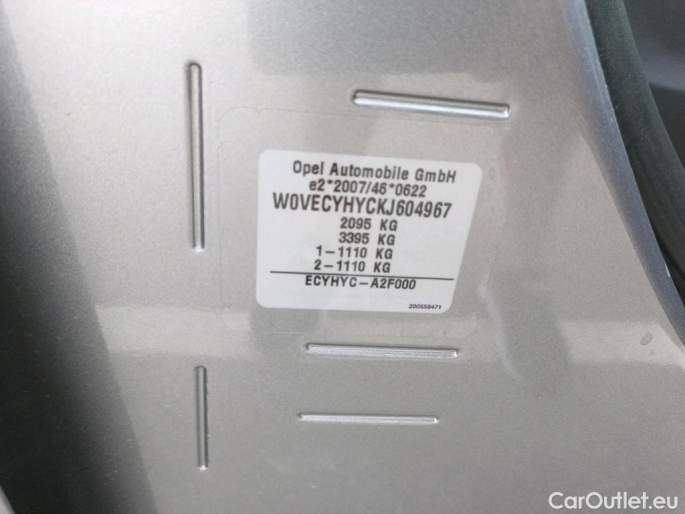 Opel Automobile GmbH
e2*2007/46*0622
W0VECYHYCKJ604967
2095 KG
3395 KG
1-1110 KG
2-1110 KG
ECYHYC-A2F000
200558471
CarOutlet.eu